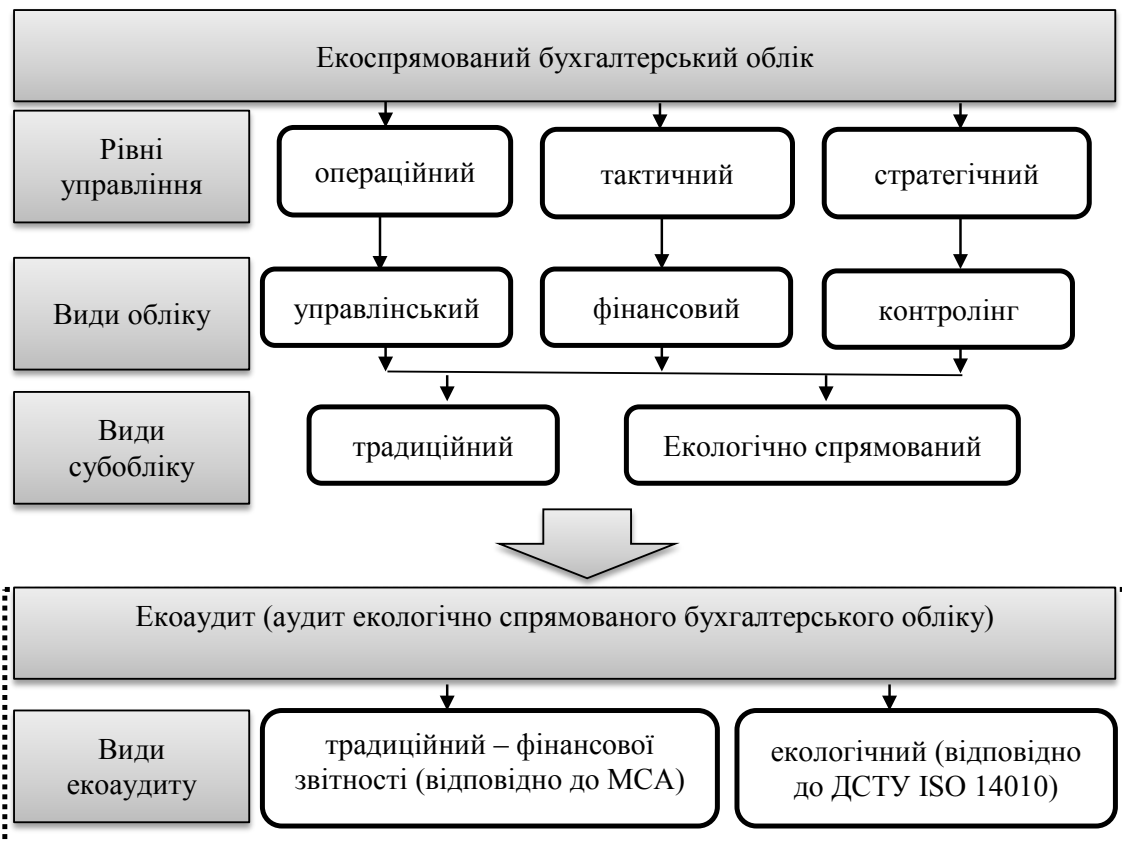 Екоспрямований бухгалтерський облік
Рівні
управління
операційний
тактичний
стратегічний
Види обліку
управлінський
фінансовий
контролінг
Види
субобліку
традиційний
Екологічно спрямований
Екоаудит (аудит екологічно спрямованого бухгалтерського обліку)
Види
екоаудиту
традиційний – фінансової
звітності (відповідно до МСА)
екологічний (відповідно
до ДСТУ ISO 14010)